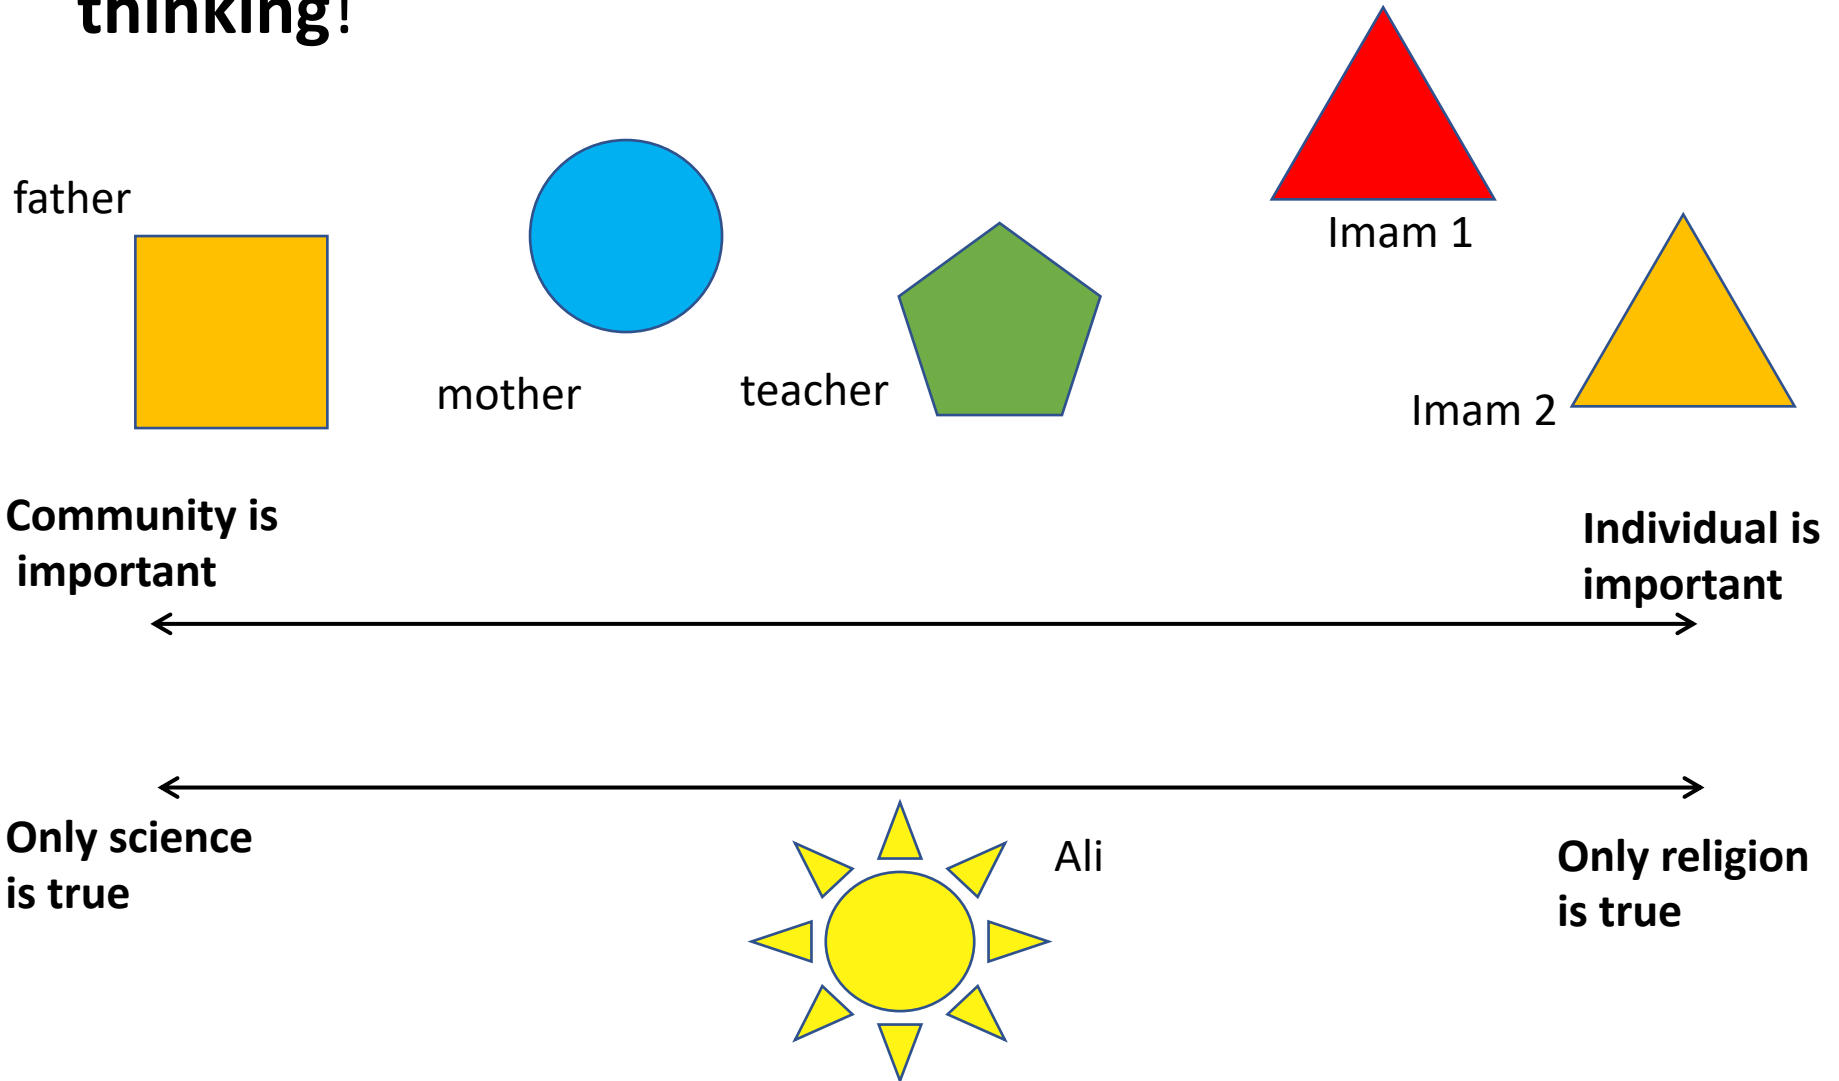 thinking!
father
mother
teacher
Imam 1
Imam 2
Community is
important
Individual is
important
Only science
is true
Ali
Only religion
is true